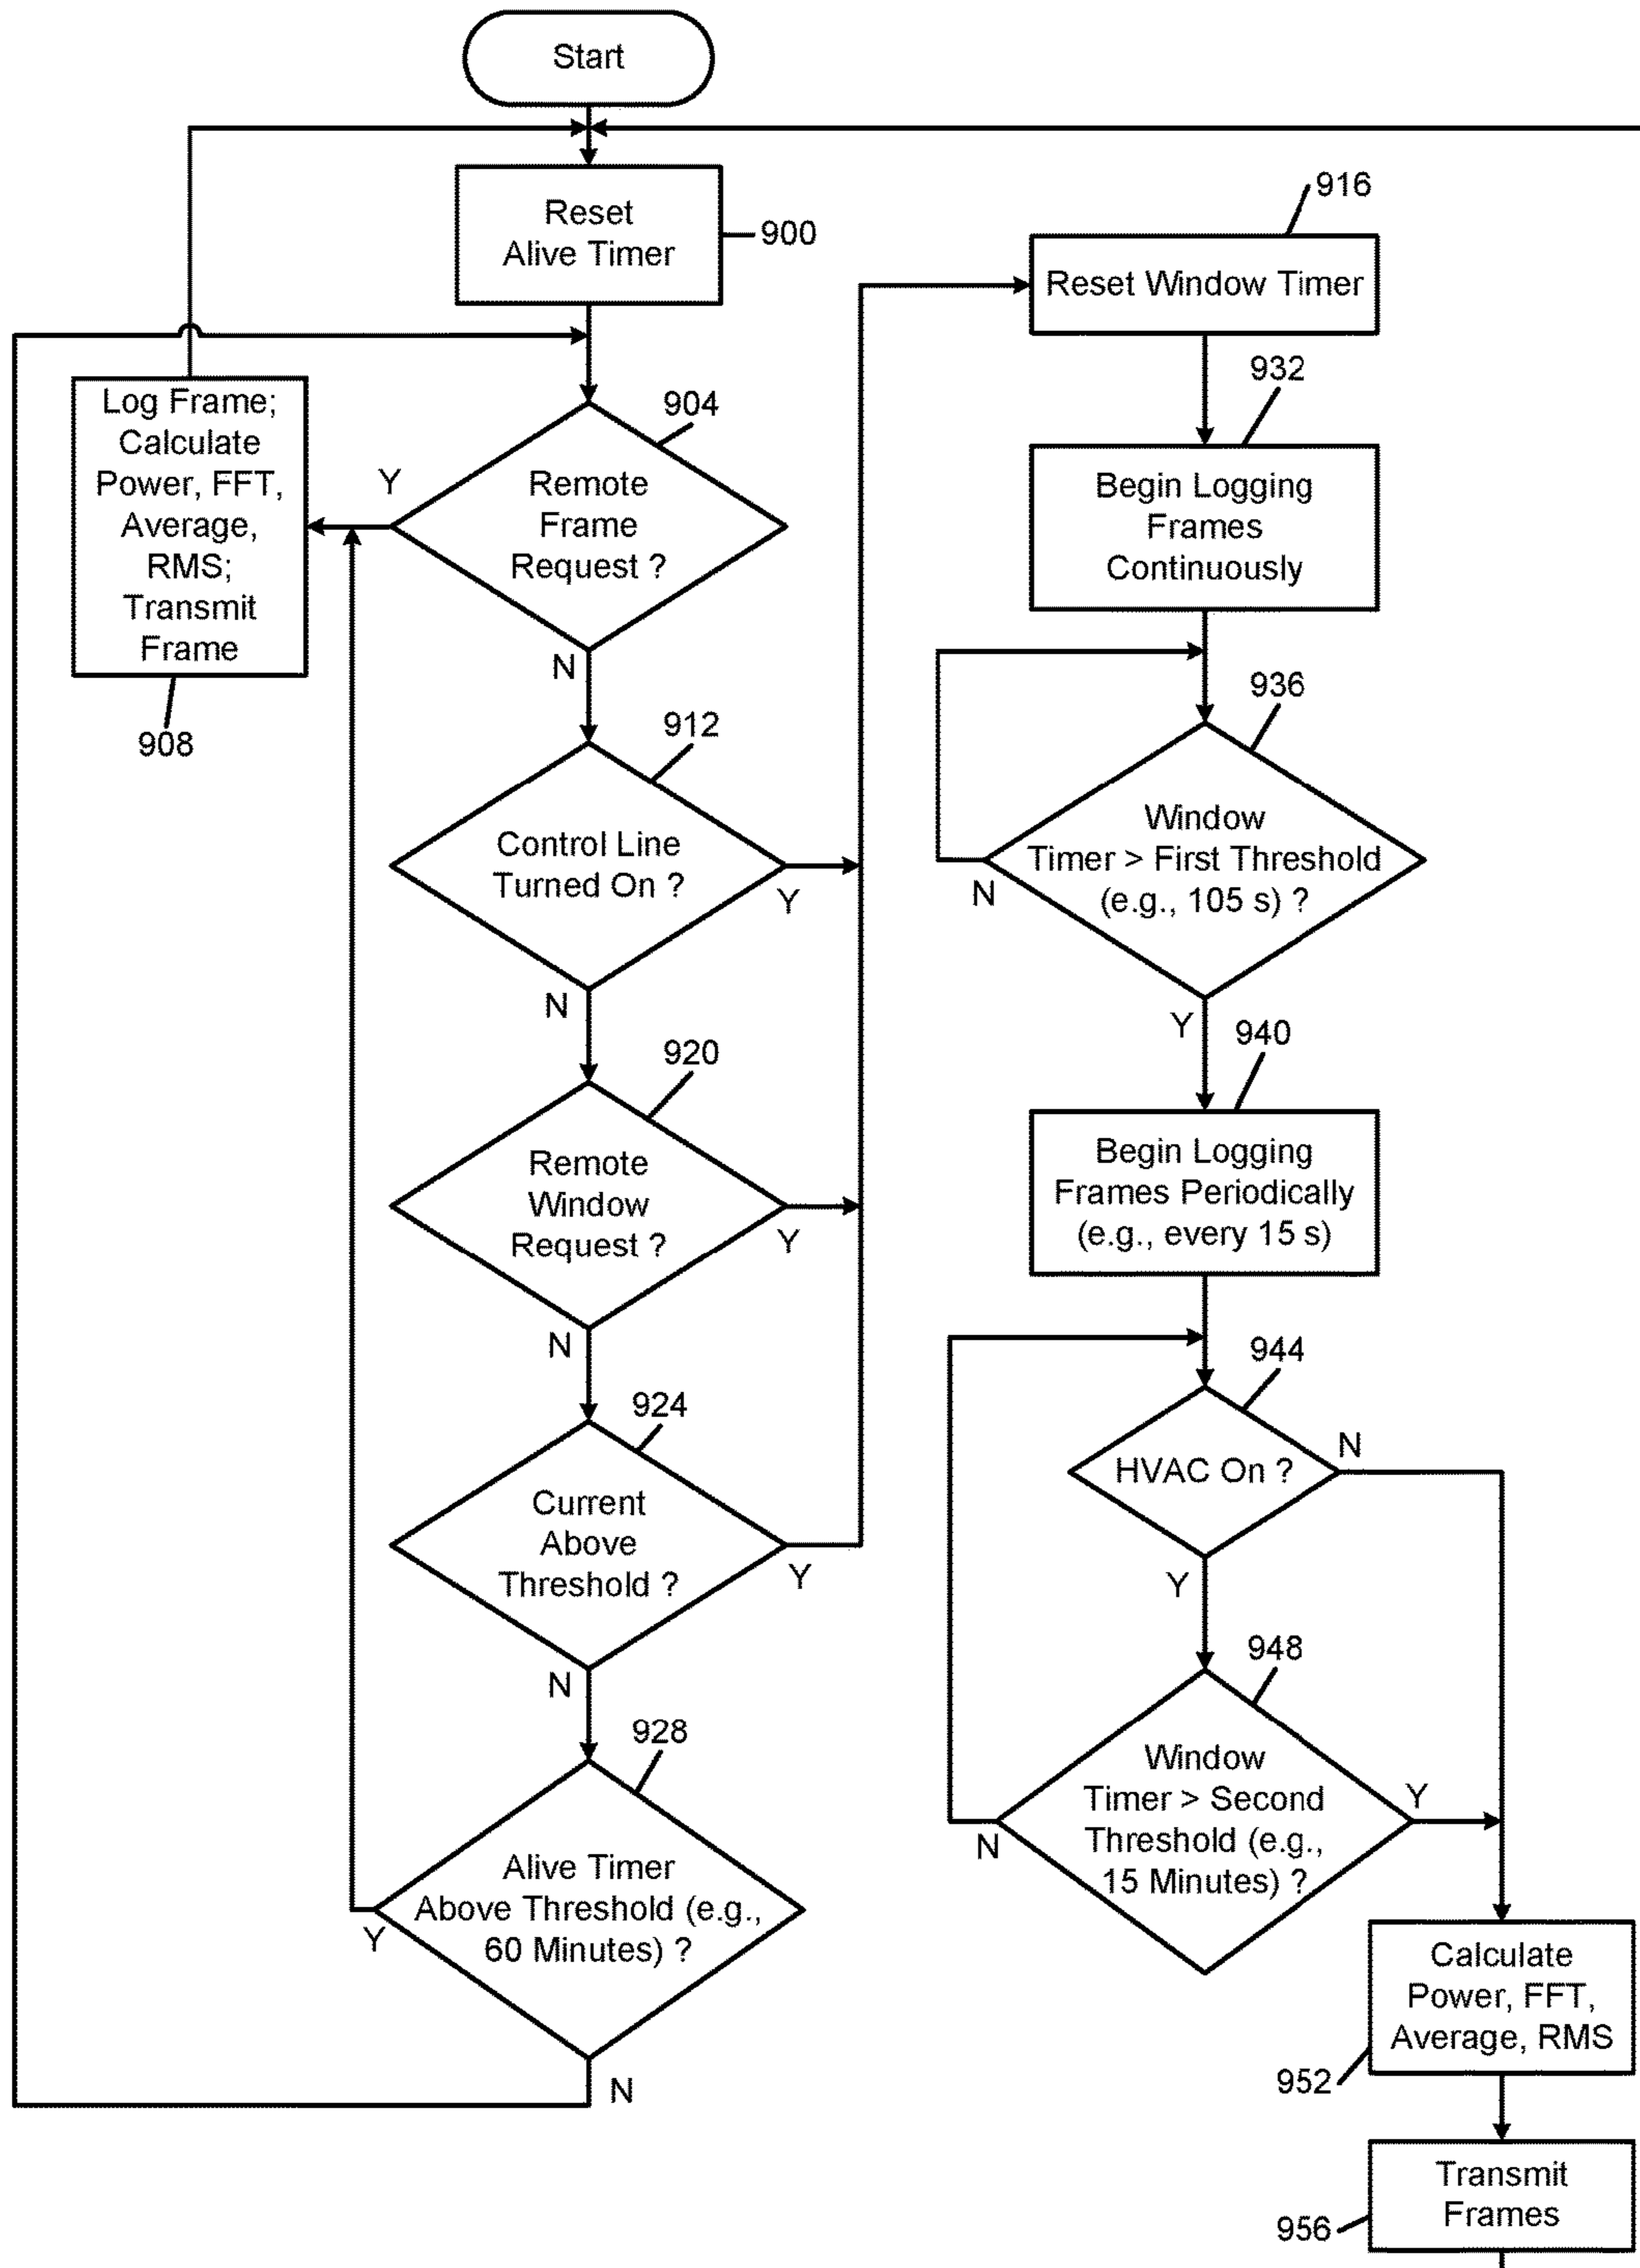 Start
Reset
Alive Timer
900
Log Frame;
Calculate
Power, FFT,
Average,
RMS;
Transmit
Frame
908
904
Remote
Frame
Request ?
Y
N
912
Control Line
Turned On ?
Y
N
920
Remote
Window
Request ?
Y
N
924
Current
Above
Threshold ?
Y
N
928
Alive Timer
Above Threshold (e.g.,
60 Minutes) ?
Y
N
916
Reset Window Timer
932
Begin Logging
Frames
Continuously
936
Window
Timer > First Threshold
(e.g., 105 s) ?
N
Y
940
Begin Logging
Frames Periodically
(e.g., every 15 s)
944
HVAC On ?
N
Y
948
Window
Timer > Second
Threshold (e.g.,
15 Minutes) ?
Y
N
Calculate
Power, FFT,
Average, RMS
952
Transmit
Frames
956